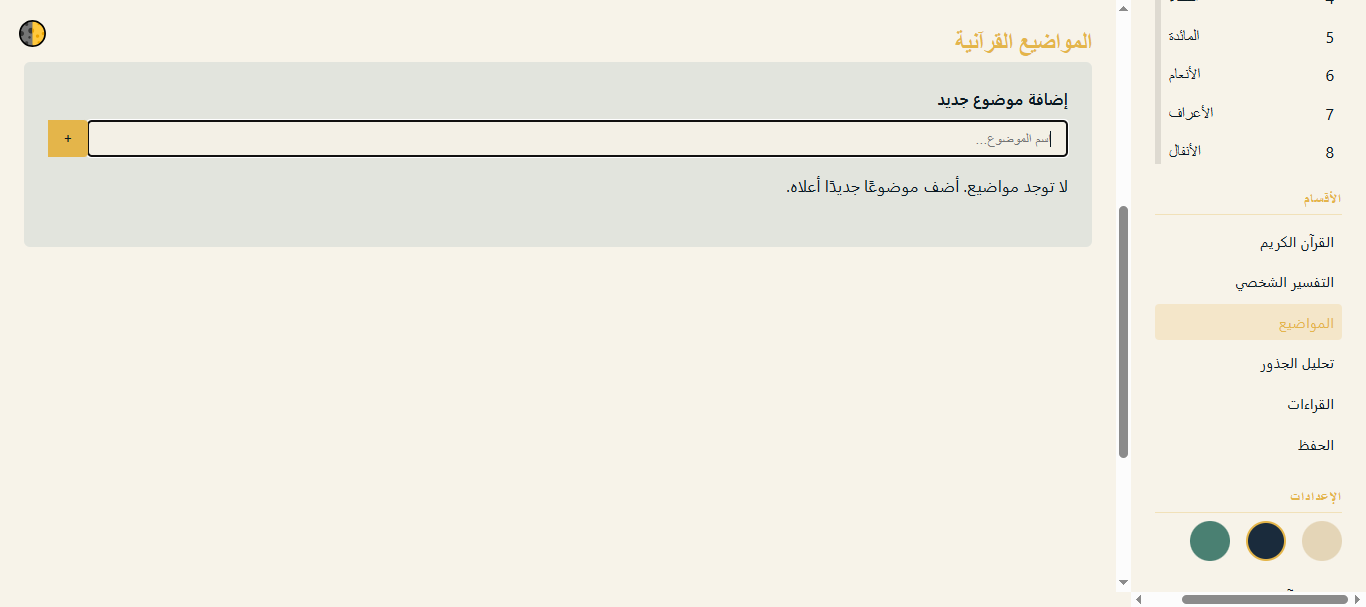 المواضيع القرآنية
إضافة موضوع جديد
اسم الموضوع...
+
لا توجد مواضيع. أضف موضوعًا جديدًا أعلاه.
4
5 المائدة
6 الأنعام
7 الأعراف
8 الأنفال
الأقسام
القرآن الكريم
التفسير الشخصي
المواضيع
تحليل الجذور
القراءات
الحفظ
الإعدادات